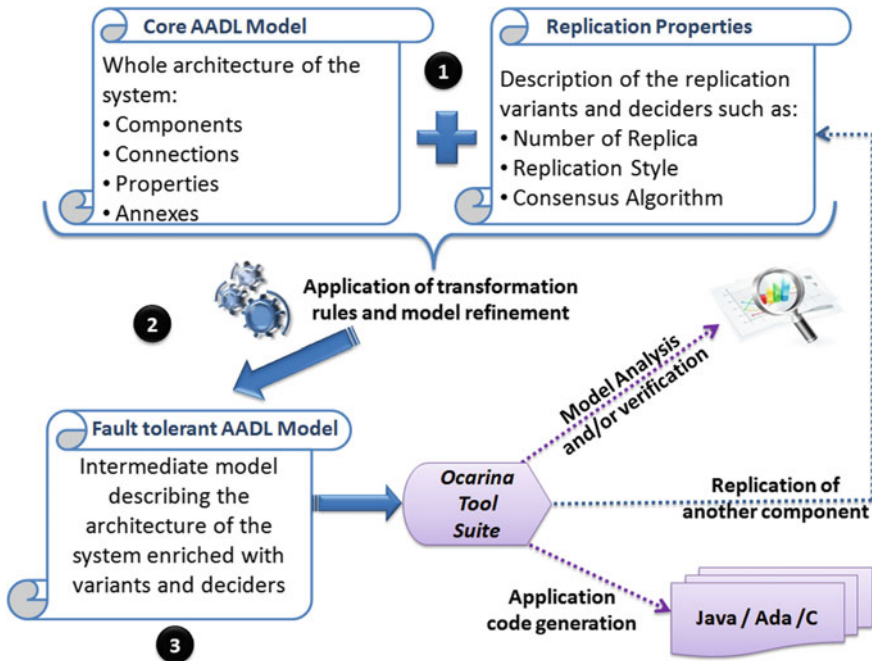 Core AADL Model
Whole architecture of the
system:
• Components
• Connections
• Properties
• Annexes
1
Replication Properties
Description of the replication
variants and deciders such as:
• Number of Replica
• Replication Style
• Consensus Algorithm
2
Application of transformation
rules and model refinement
Fault tolerant AADL Model
Intermediate model
describing the
architecture of the
system enriched with
variants and deciders
3
Ocarina
Tool
Suite
Model Analysis
and/or verification
Replication of
another component
Application
code generation
Java / Ada /C